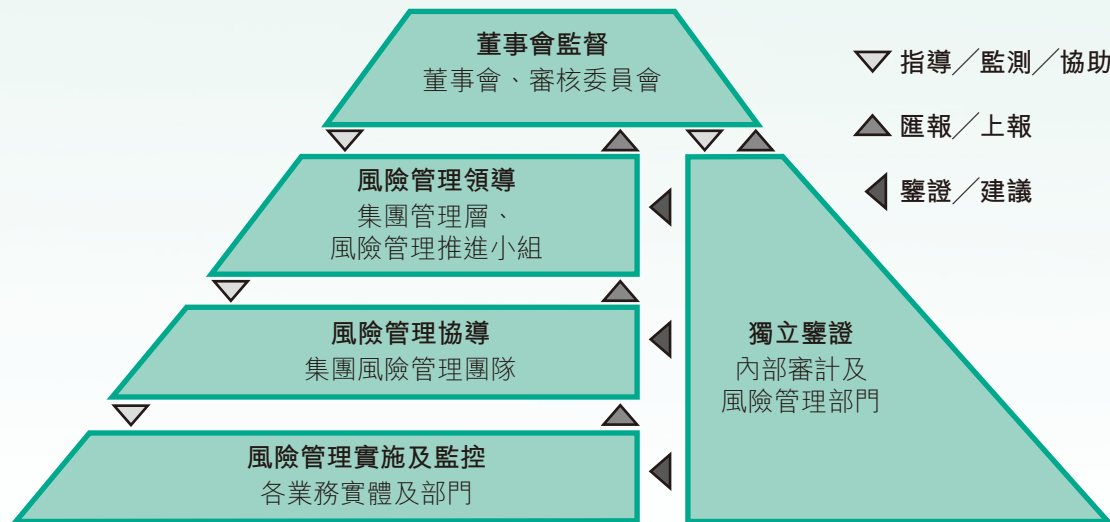 董事會監督
董事會、審核委員會
指導╱監測╱協助
匯報╱上報
鑒證╱建議
風險管理領導
集團管理層、
風險管理推進小組
風險管理協導
集團風險管理團隊
獨立鑒證
內部審計及
風險管理部門
風險管理實施及監控
各業務實體及部門